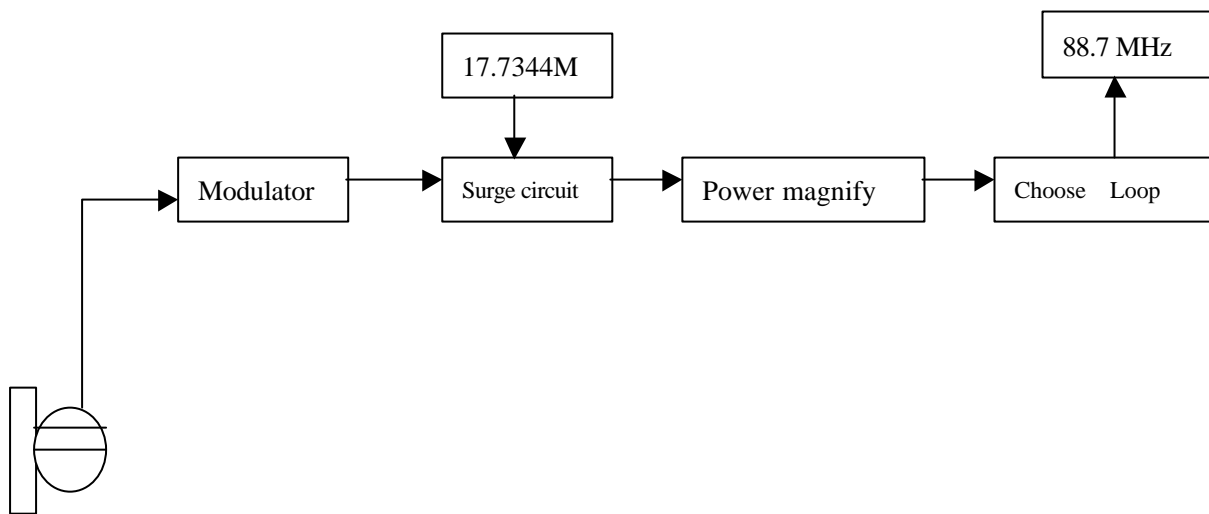 17.7344M
88.7 MHz
Modulator
Surge circuit
Power magnify
Choose Loop